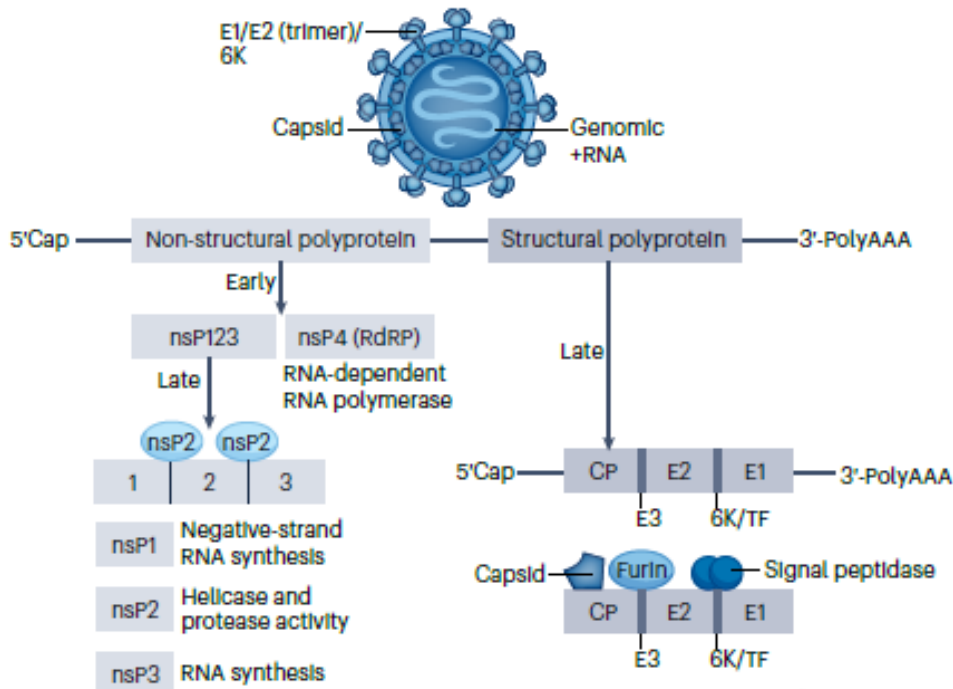 E1/E2 (trimer)/
6K
Capsid
Genomic
+RNA
5'Cap
Non-structural polyprotein
Structural polyprotein
3'-PolyAAA
Early
nsP123
nsP4 (RdRP)
Late
Late
RNA-dependent
RNA polymerase
nsP2
nsP2
1
2
3
5'Cap
CP
E2
E1
3'-PolyAAA
E3
6K/TF
nsP1
Negative-strand
RNA synthesis
Capsid
Furin
Signal peptidase
nsP2
Helicase and
protease activity
CP
E2
E1
E3
6K/TF
nsP3
RNA synthesis